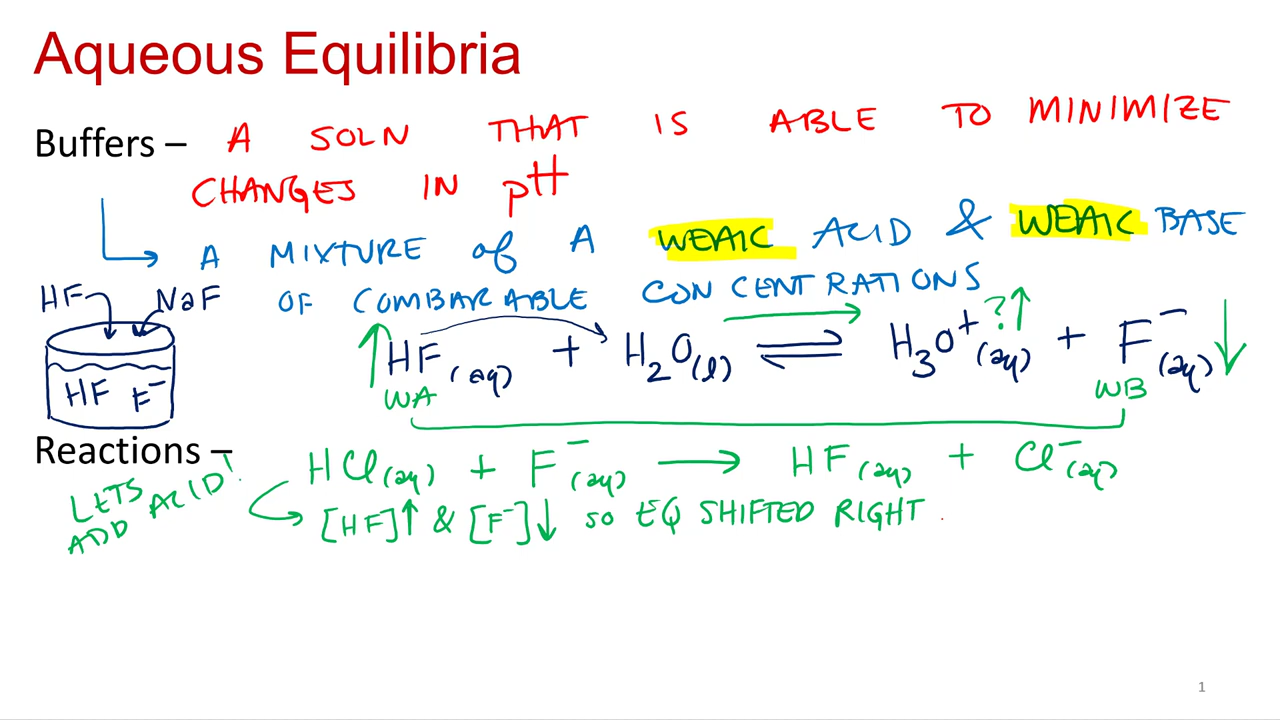 Aqueous Equilibria
Buffers – A SOLN THAT IS ABLE TO MINIMIZE
CHANGES IN pH
A MIXTURE of A WEAK ACID & WEAK BASE
OF COMBARABLE CONCENTRATIONS
HF NaF
HF F⁻
HF(aq) + H₂O(l) ⇌ H₃O⁺(aq) + F⁻(aq)
?↑
↑ ↓
WA WB
Reactions –
LETS ADD ACID!
HCl(aq) + F⁻(aq) → HF(aq) + Cl⁻(aq)
[HF]↑ & [F⁻]↓ so EQ SHIFTED RIGHT
1